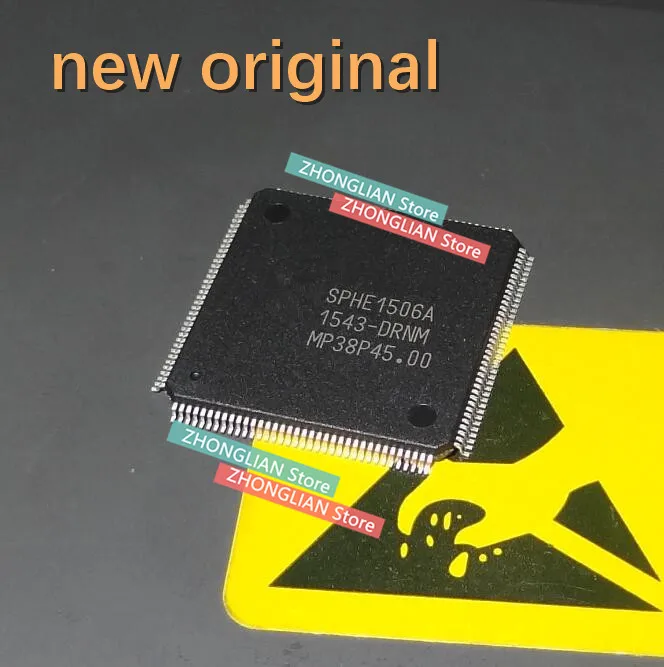 new original
ZHONGLIAN Store
ZHONGLIAN Store
SPHE1506A
1543-DRNM
MP38P45.00
ZHONGLIAN Store
ZHONGLIAN Store